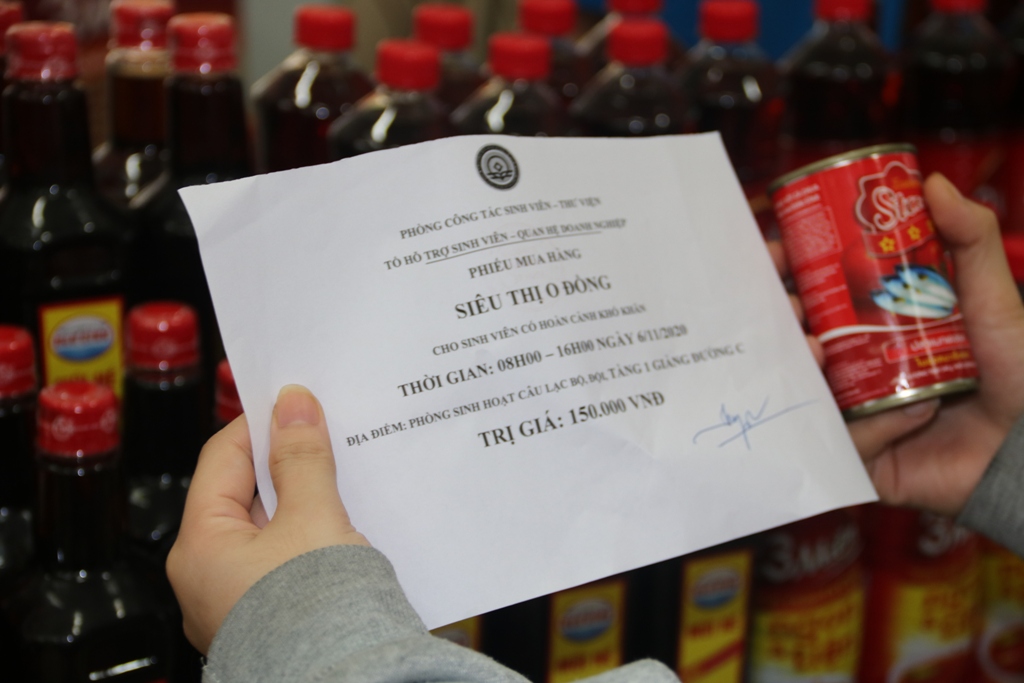 PHÒNG CÔNG TÁC SINH VIÊN – THƯ VIỆN
TỔ HỖ TRỢ SINH VIÊN – QUAN HỆ DOANH NGHIỆP
PHIẾU MUA HÀNG
SIÊU THỊ O ĐỒNG
CHO SINH VIÊN CÓ HOÀN CẢNH KHÓ KHĂN
THỜI GIAN: 08H00 – 16H00 NGÀY 6/11/2020
ĐỊA ĐIỂM: PHÒNG SINH HOẠT CÂU LẠC BỘ, ĐỘI, TẦNG 1 GIẢNG ĐƯỜNG C
TRỊ GIÁ: 150.000 VNĐ